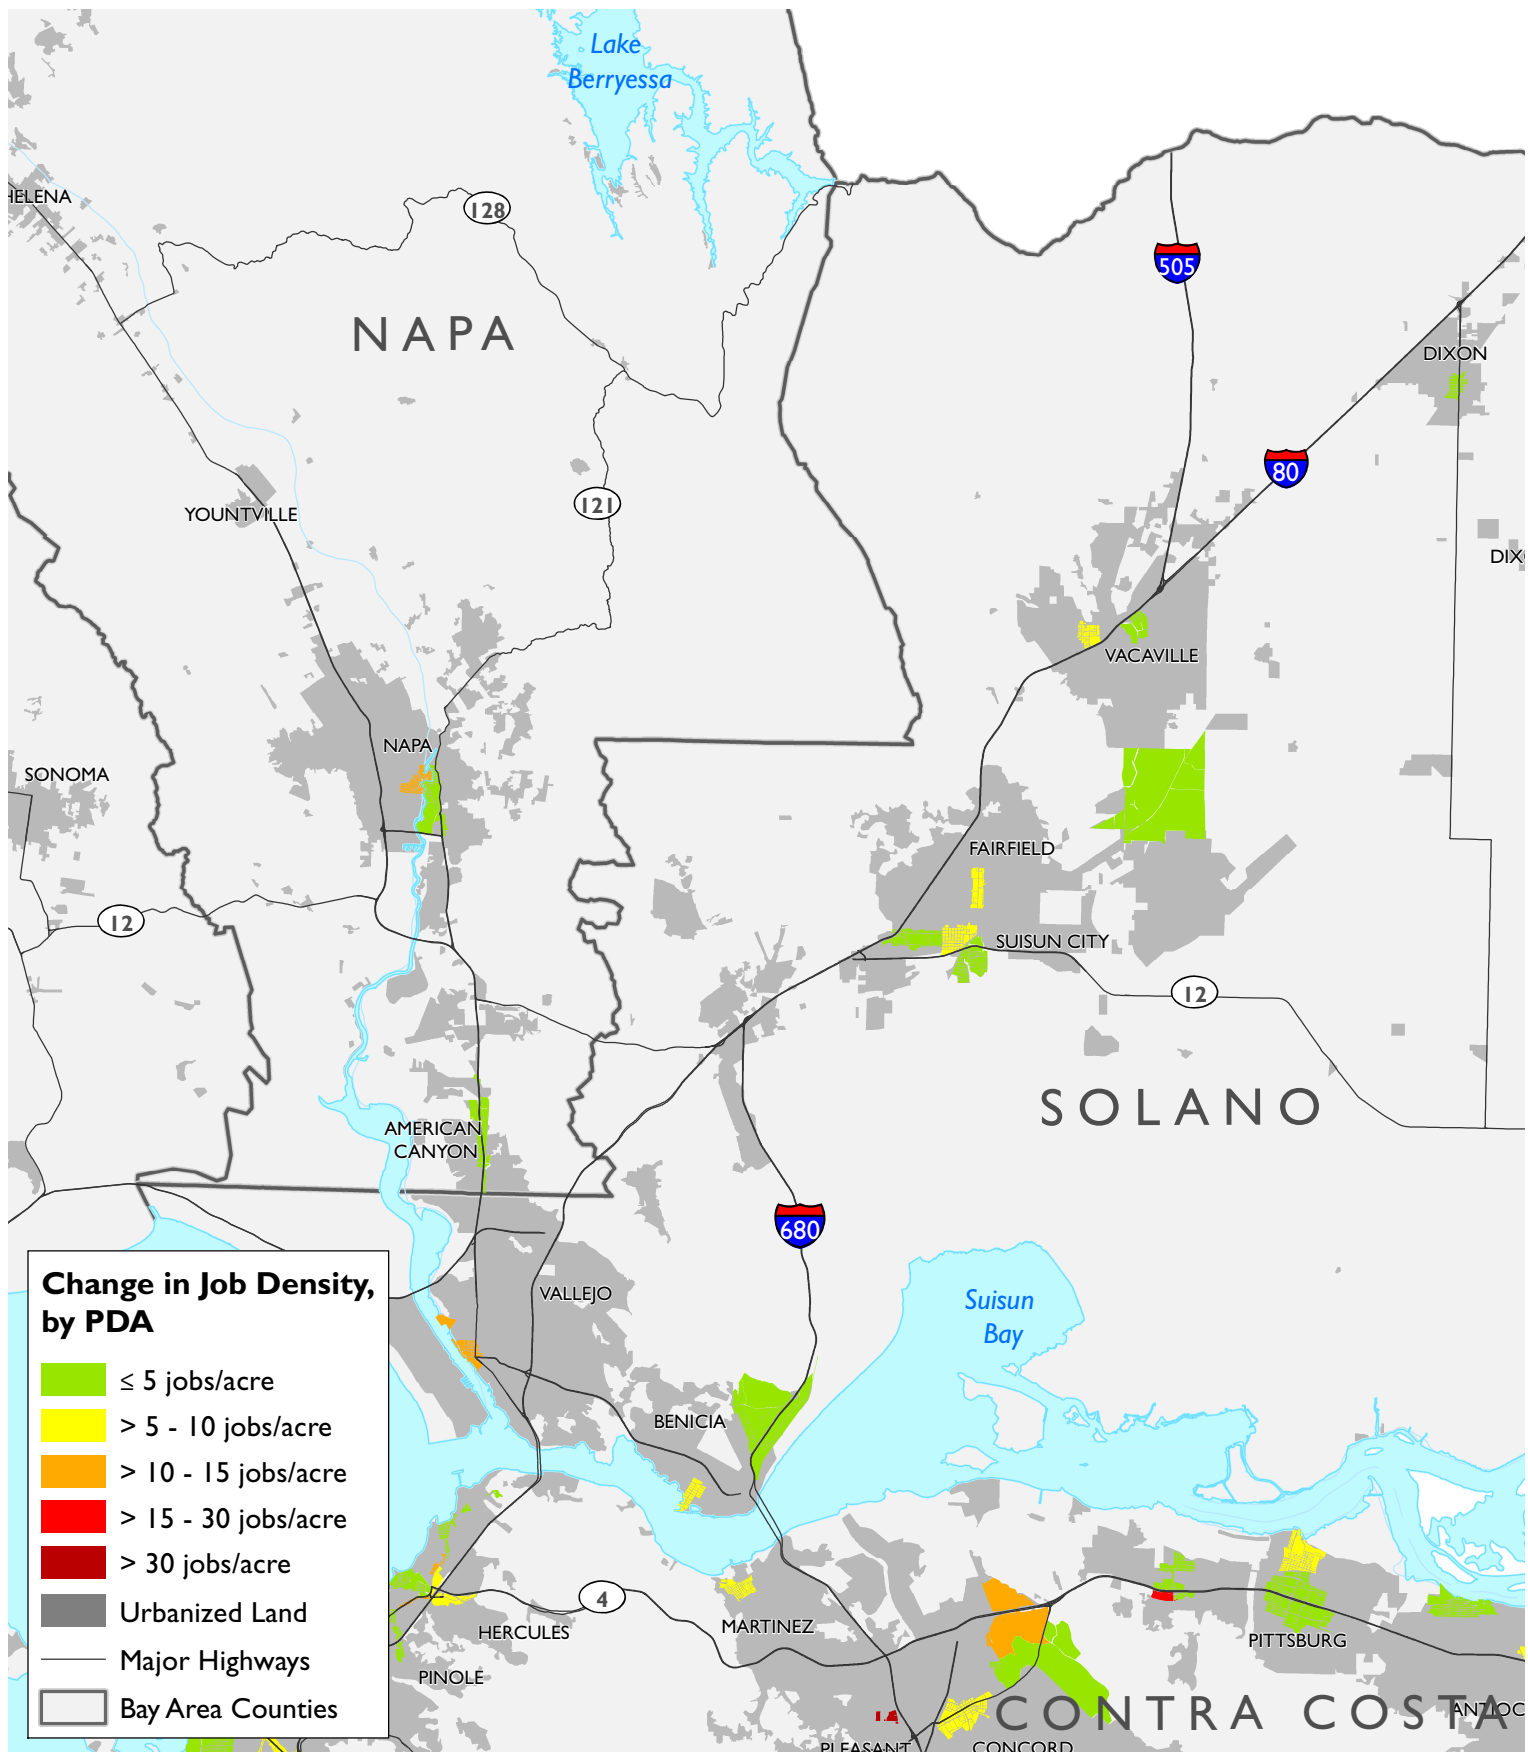 Lake
Berryessa
HELENA
128
505
NAPA
DIXON
80
121
YOUNTVILLE
DIX
VACAVILLE
NAPA
SONOMA
FAIRFIELD
12
SUISUN CITY
12
SOLANO
AMERICAN
CANYON
680
VALLEJO
Suisun
Bay
BENICIA
Change in Job Density,
by PDA
≤ 5 jobs/acre
> 5 - 10 jobs/acre
> 10 - 15 jobs/acre
> 15 - 30 jobs/acre
> 30 jobs/acre
Urbanized Land
Major Highways
Bay Area Counties
4
HERCULES
MARTINEZ
PITTSBURG
PINOLE
CONTRA COSTA
ANTIOC
PLEASANT
CONCORD